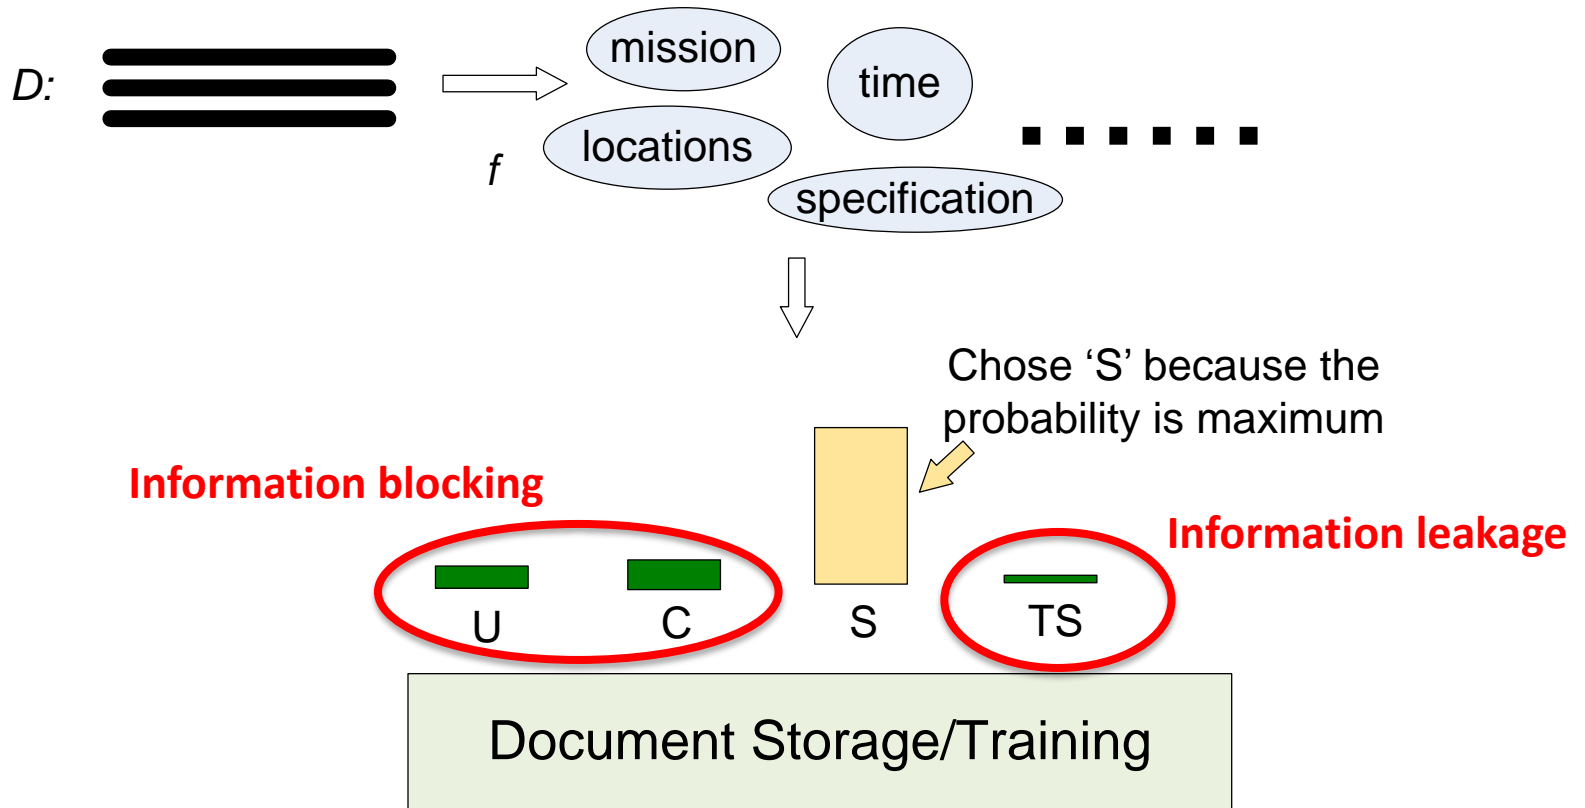 D:
mission
time
locations
f
specification
Chose ‘S’ because the
probability is maximum
Information blocking
Information leakage
U
C
S
TS
Document Storage/Training